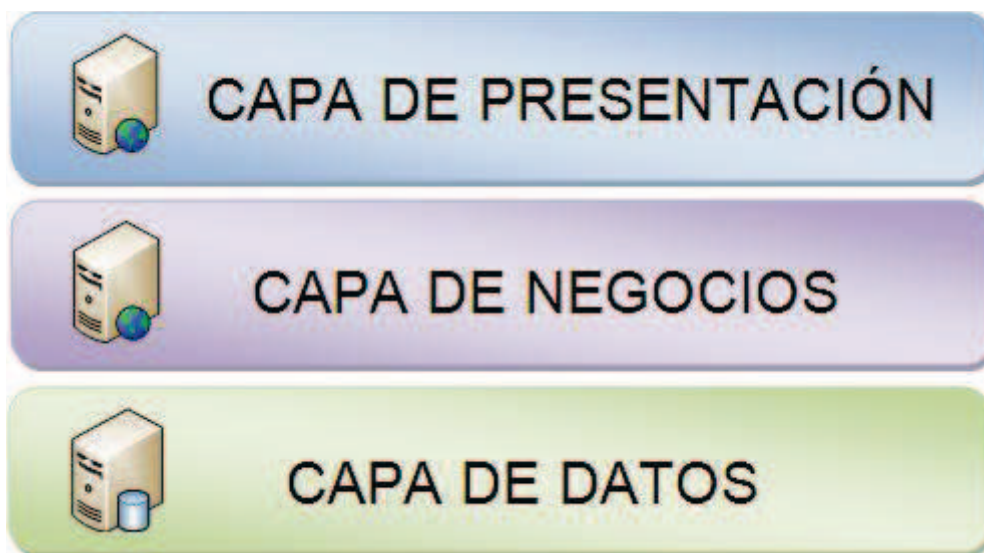 CAPA DE PRESENTACIÓN
CAPA DE NEGOCIOS
CAPA DE DATOS